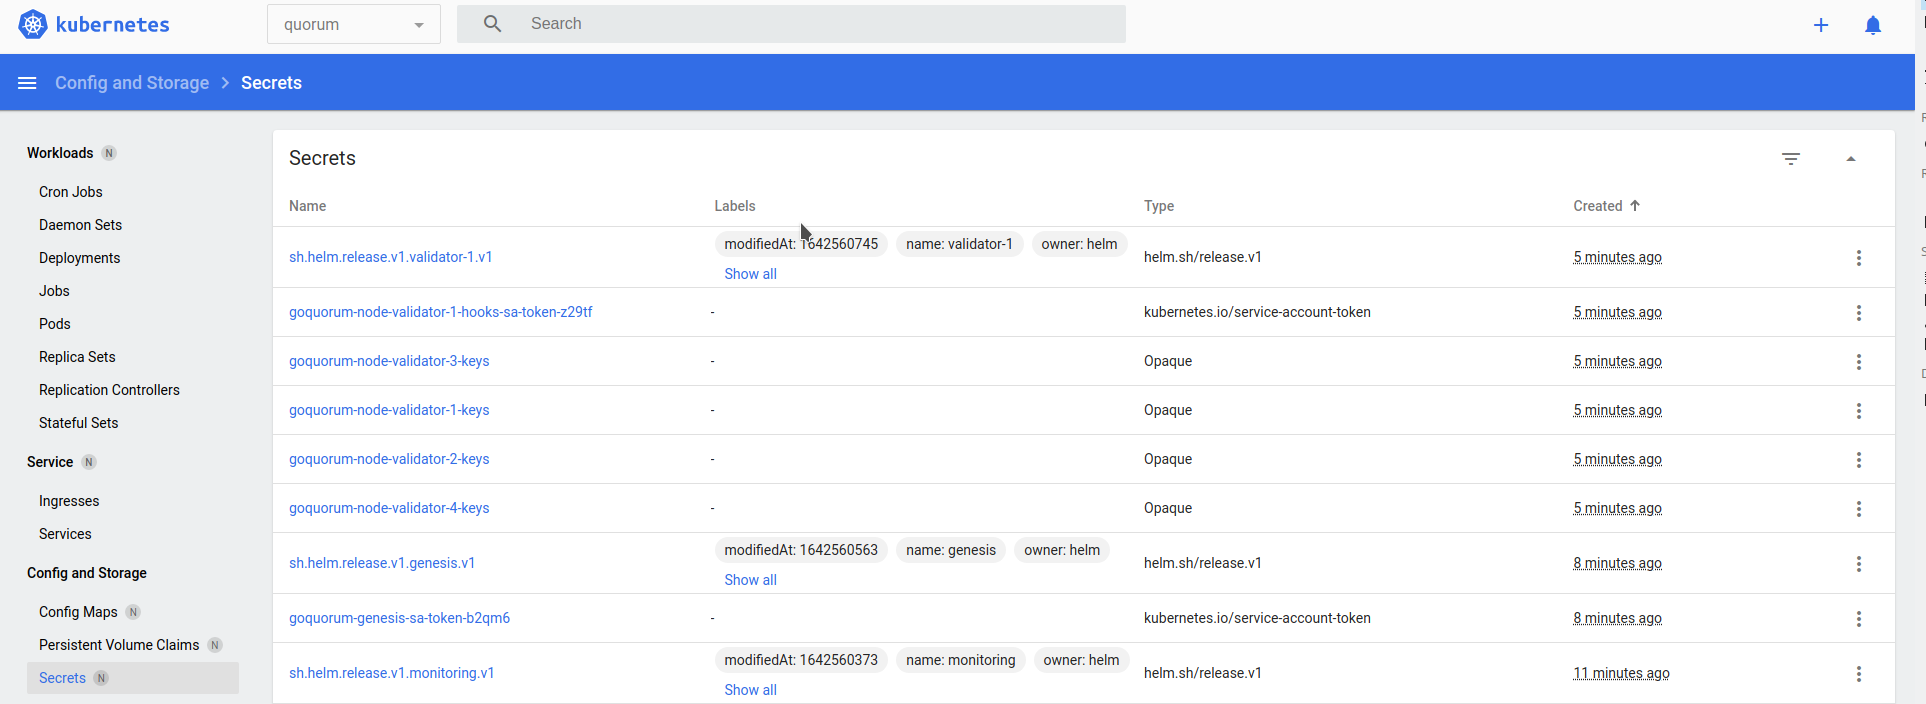 kubernetes
quorum
Search
Config and Storage
Secrets
Workloads N
Cron Jobs
Daemon Sets
Deployments
Jobs
Pods
Replica Sets
Replication Controllers
Stateful Sets
Service N
Ingresses
Services
Config and Storage
Config Maps N
Persistent Volume Claims N
Secrets N
Secrets
Name Labels Type Created
modifiedAt: 1642560745 name: validator-1 owner: helm
sh.helm.release.v1.validator-1.v1 helm.sh/release.v1 5 minutes ago
Show all
goquorum-node-validator-1-hooks-sa-token-z29tf - kubernetes.io/service-account-token 5 minutes ago
goquorum-node-validator-3-keys - Opaque 5 minutes ago
goquorum-node-validator-1-keys - Opaque 5 minutes ago
goquorum-node-validator-2-keys - Opaque 5 minutes ago
goquorum-node-validator-4-keys - Opaque 5 minutes ago
modifiedAt: 1642560563 name: genesis owner: helm
sh.helm.release.v1.genesis.v1 helm.sh/release.v1 8 minutes ago
Show all
goquorum-genesis-sa-token-b2qm6 - kubernetes.io/service-account-token 8 minutes ago
modifiedAt: 1642560373 name: monitoring owner: helm
sh.helm.release.v1.monitoring.v1 helm.sh/release.v1 11 minutes ago
Show all